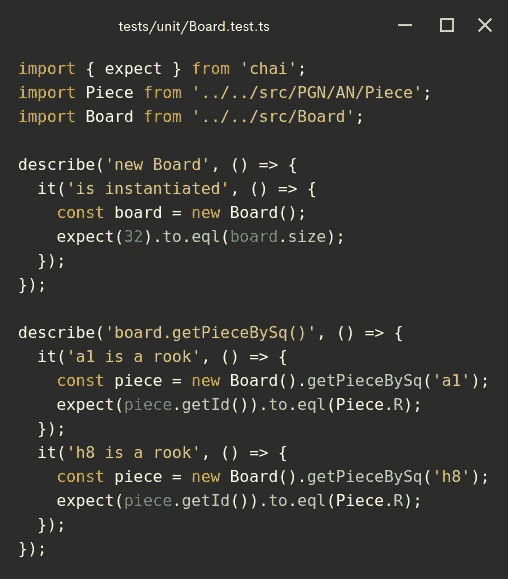 tests/unit/Board.test.ts
import { expect } from 'chai';
import Piece from '../../src/PGN/AN/Piece';
import Board from '../../src/Board';

describe('new Board', () => {
  it('is instantiated', () => {
    const board = new Board();
    expect(32).to.eql(board.size);
  });
});

describe('board.getPieceBySq()', () => {
  it('a1 is a rook', () => {
    const piece = new Board().getPieceBySq('a1');
    expect(piece.getId()).to.eql(Piece.R);
  });
  it('h8 is a rook', () => {
    const piece = new Board().getPieceBySq('h8');
    expect(piece.getId()).to.eql(Piece.R);
  });
});